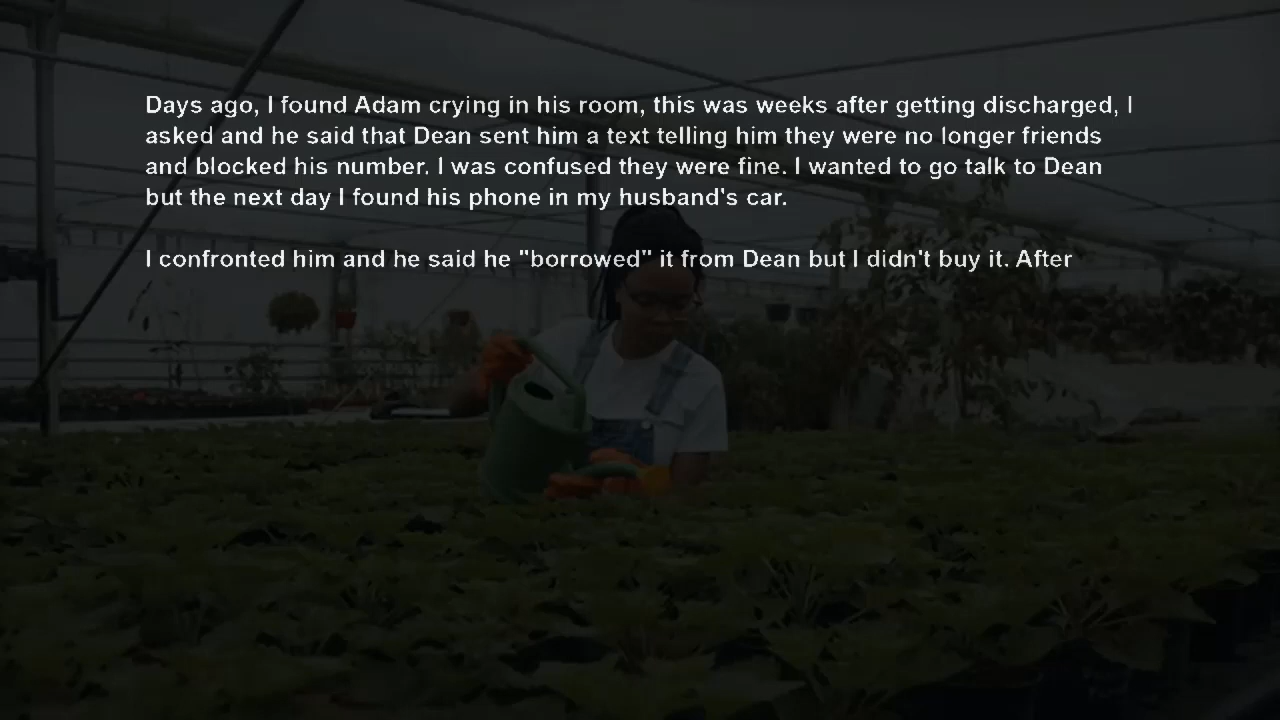 Days ago, I found Adam crying in his room, this was weeks after getting discharged, I
asked and he said that Dean sent him a text telling him they were no longer friends
and blocked his number. I was confused they were fine. I wanted to go talk to Dean
but the next day I found his phone in my husband's car.
I confronted him and he said he "borrowed" it from Dean but I didn't buy it. After